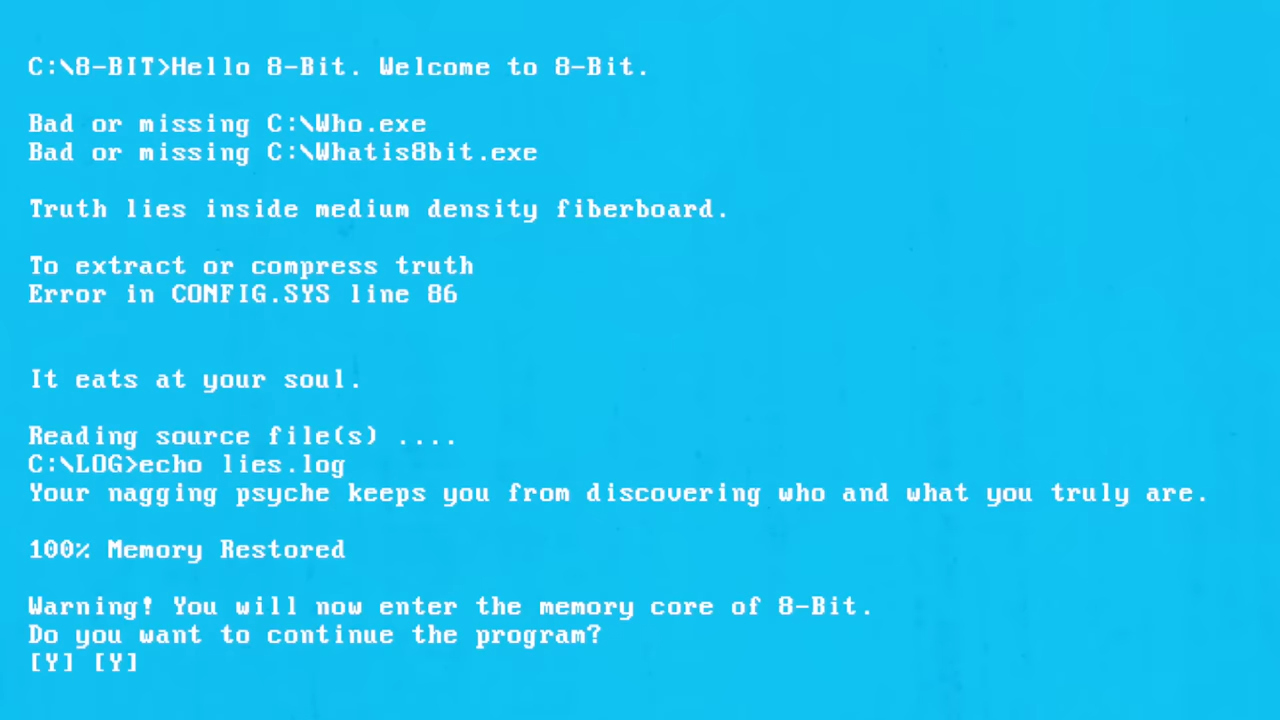 C:\8-BIT>Hello 8-Bit. Welcome to 8-Bit.
Bad or missing C:\Who.exe
Bad or missing C:\Whatis8bit.exe
Truth lies inside medium density fiberboard.
To extract or compress truth
Error in CONFIG.SYS line 86
It eats at your soul.
Reading source file(s) ....
C:\LOG>echo lies.log
Your nagging psyche keeps you from discovering who and what you truly are.
100% Memory Restored
Warning! You will now enter the memory core of 8-Bit.
Do you want to continue the program?
[Y] [Y]